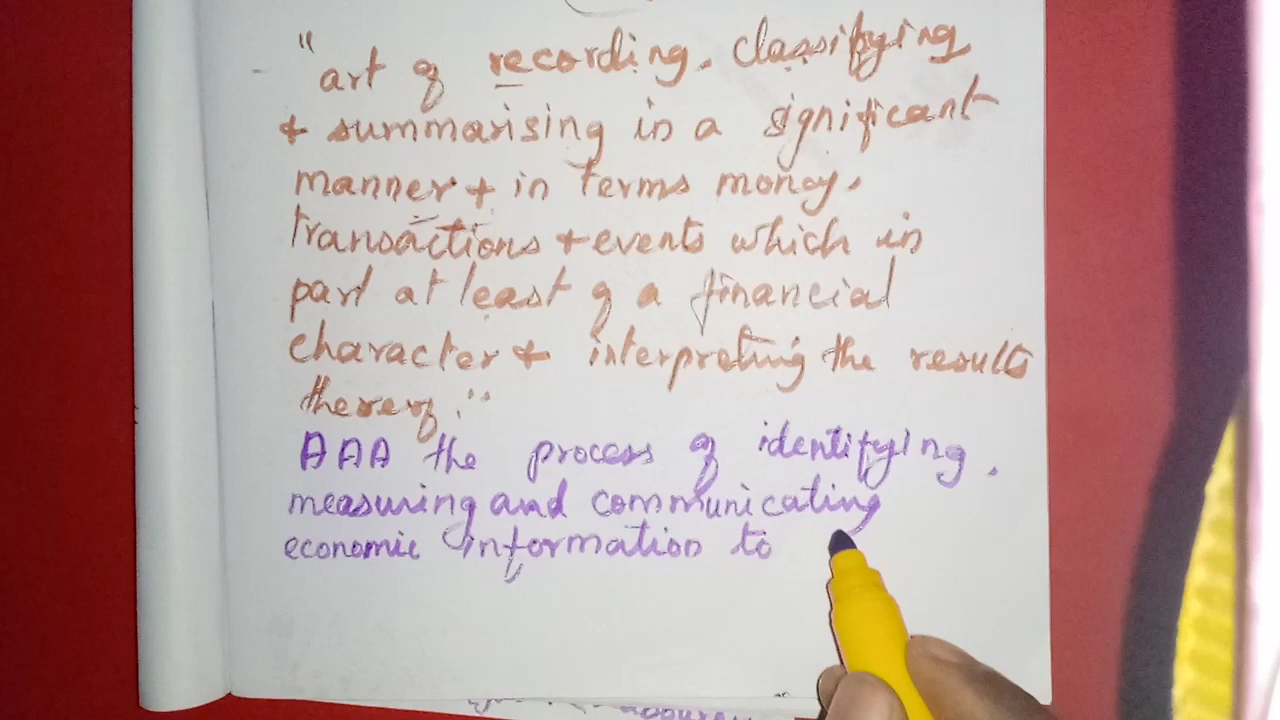 "art of recording, classifying
& summarising in a significant
manner & in terms money,
transactions & events which in
part at least of a financial
character & interpreting the results
thereof."
AAA the process of identifying,
measuring and communicating
economic information to